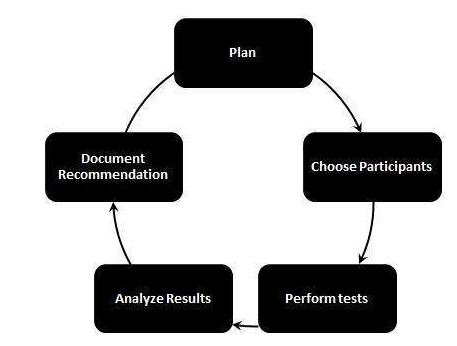 Plan
Choose Participants
Perform tests
Analyze Results
Document
Recommendation